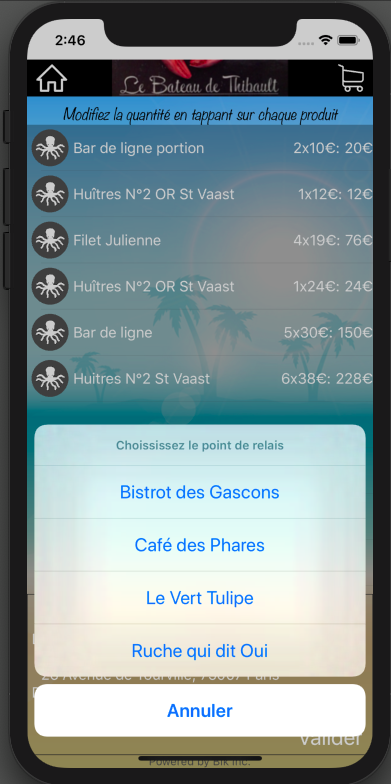 2:46
Le Bateau de Thibault
Modifiez la quantité en tappant sur chaque produit
Bar de ligne portion 2x10€: 20€
Huîtres N°2 OR St Vaast 1x12€: 12€
Filet Julienne 4x19€: 76€
Huîtres N°2 OR St Vaast 1x24€: 24€
Bar de ligne 5x30€: 150€
Huitres N°2 St Vaast 6x38€: 228€
Choississez le point de relais
Bistrot des Gascons
Café des Phares
Le Vert Tulipe
Ruche qui dit Oui
Avenue de Tourville, 75007 Paris
Annuler
Valider
Powered by Blk Inc.